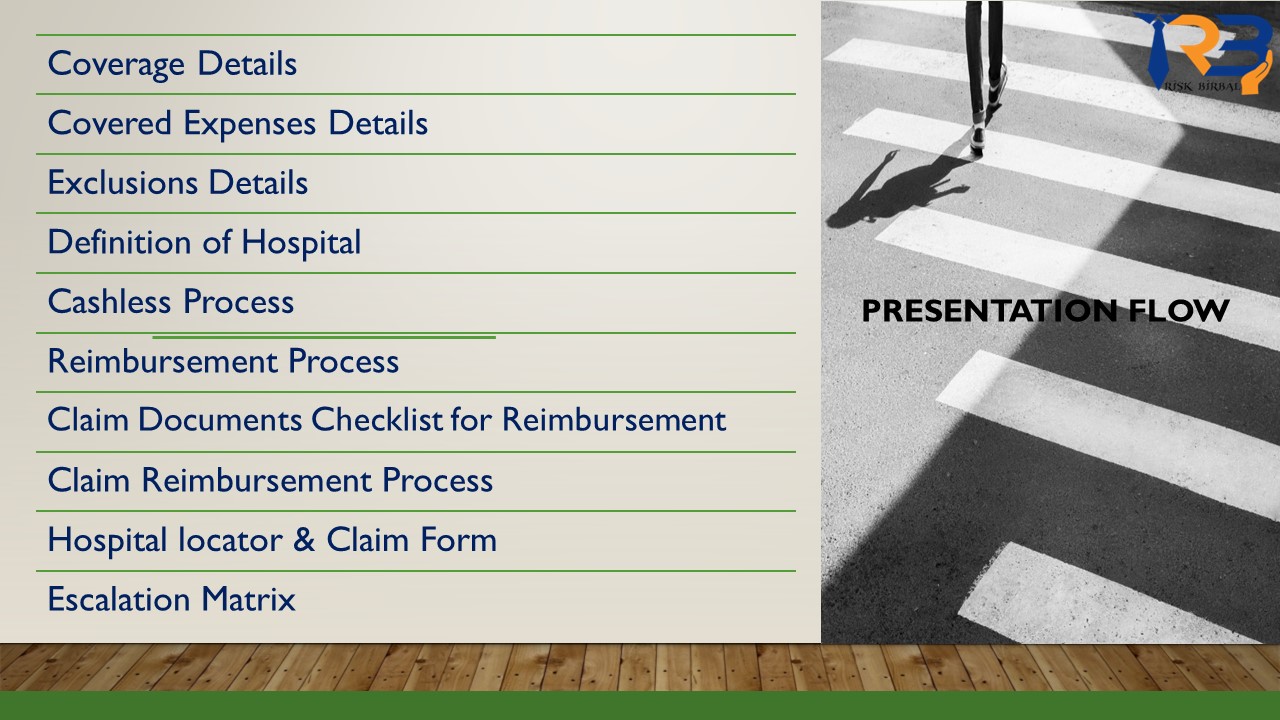 Coverage Details
Covered Expenses Details
Exclusions Details
Definition of Hospital
Cashless Process
Reimbursement Process
Claim Documents Checklist for Reimbursement
Claim Reimbursement Process
Hospital locator & Claim Form
Escalation Matrix
RB
RISK BIRBAL
PRESENTATION FLOW